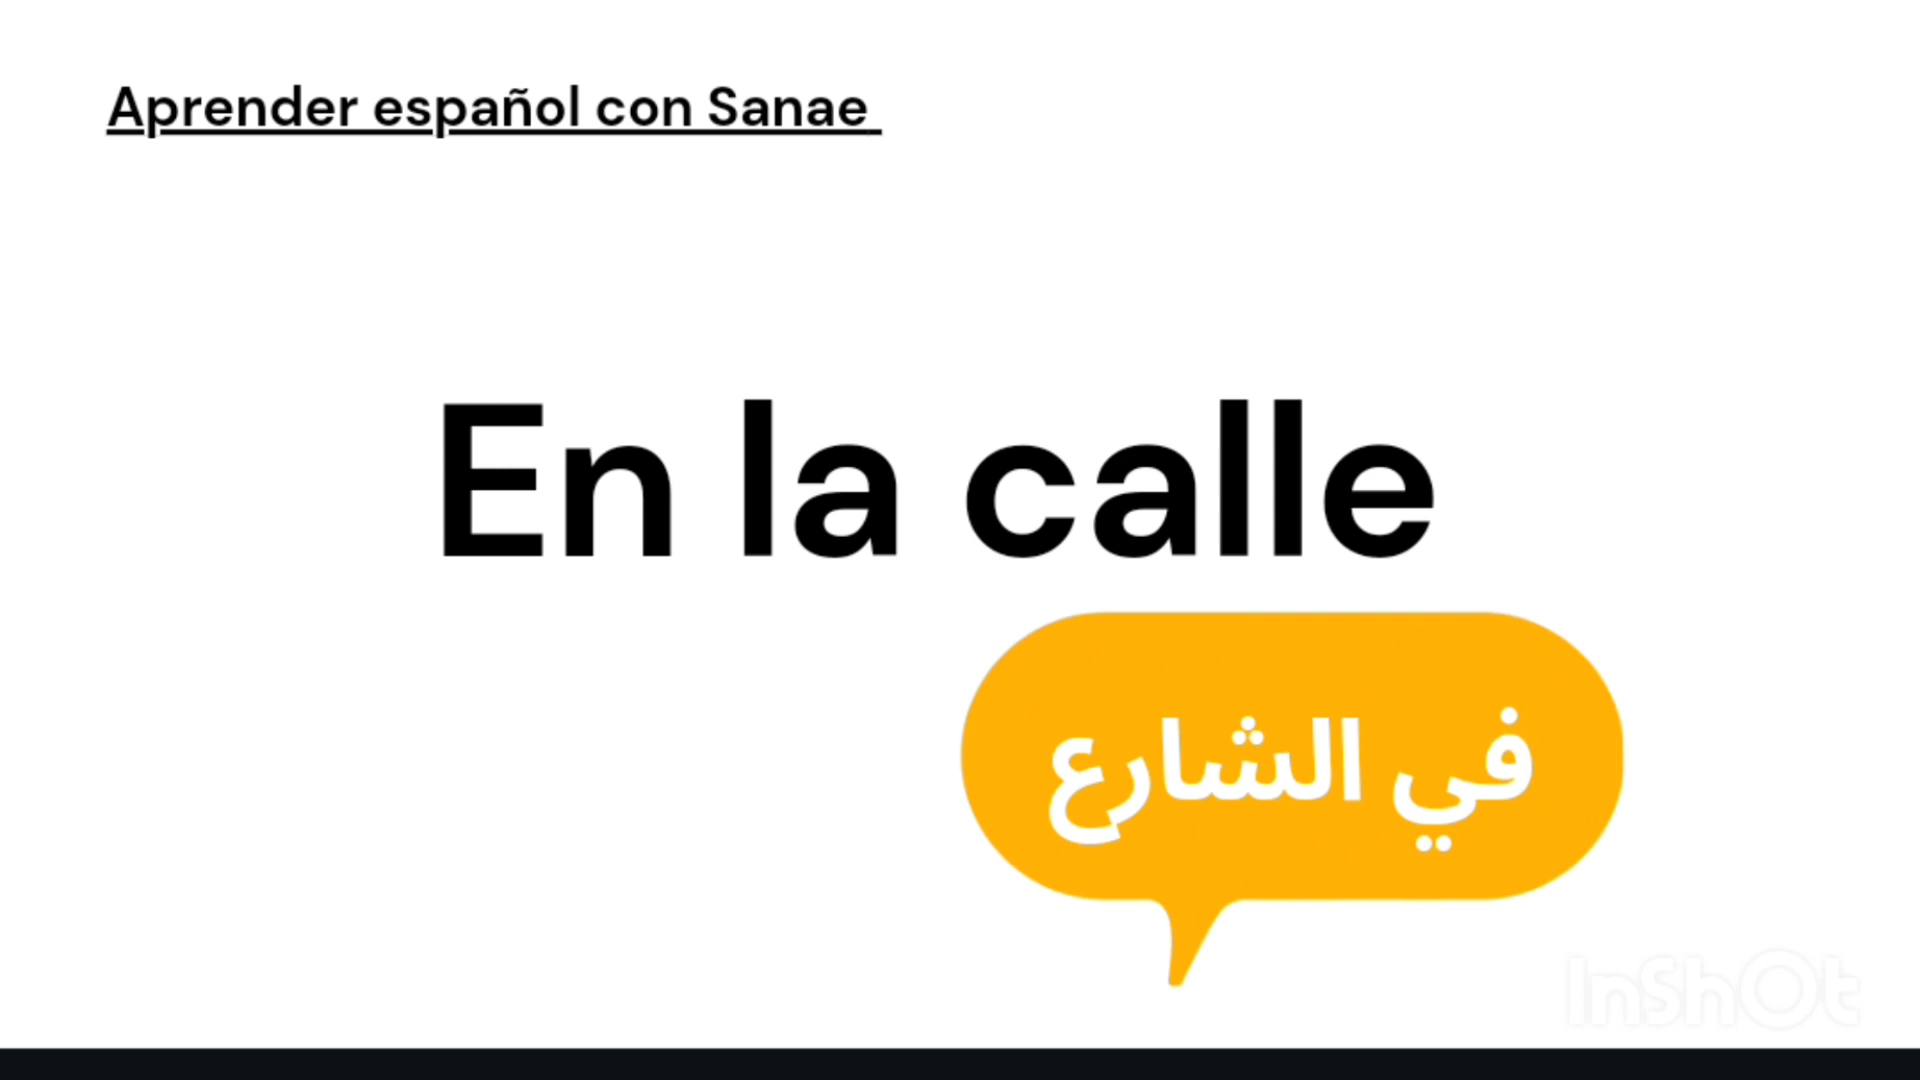 Aprender español con Sanae
En la calle
في الشارع
InShOt